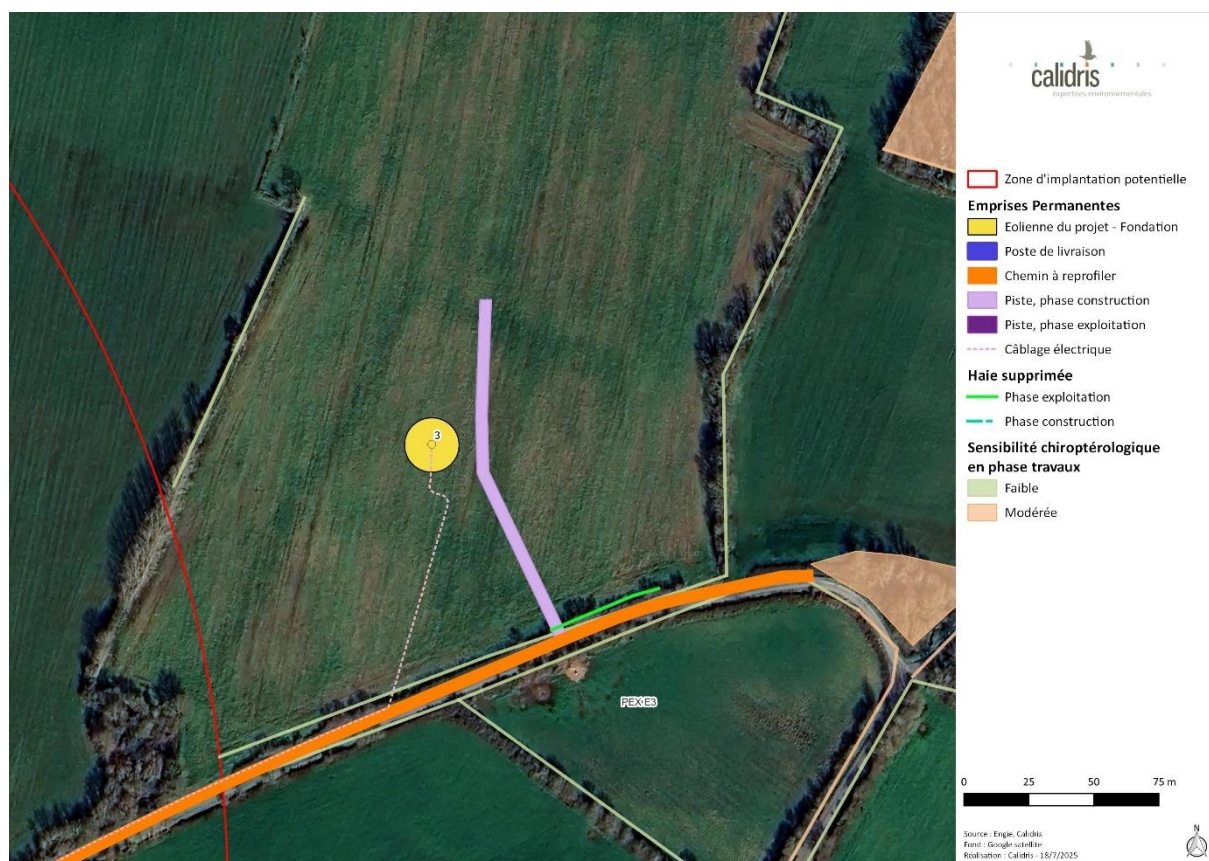 calidris
expertises environnementales
Zone d'implantation potentielle
Emprises Permanentes
Eolienne du projet - Fondation
Poste de livraison
Chemin à reprofiler
Piste, phase construction
Piste, phase exploitation
Câblage électrique
Haie supprimée
Phase exploitation
Phase construction
Sensibilité chiroptérologique
en phase travaux
Faible
Modérée
3
PEX-E3
0 25 50 75 m
Source : Engie, Calidris
Fond : Google satellite
Réalisation : Calidris - 18/7/2025
N